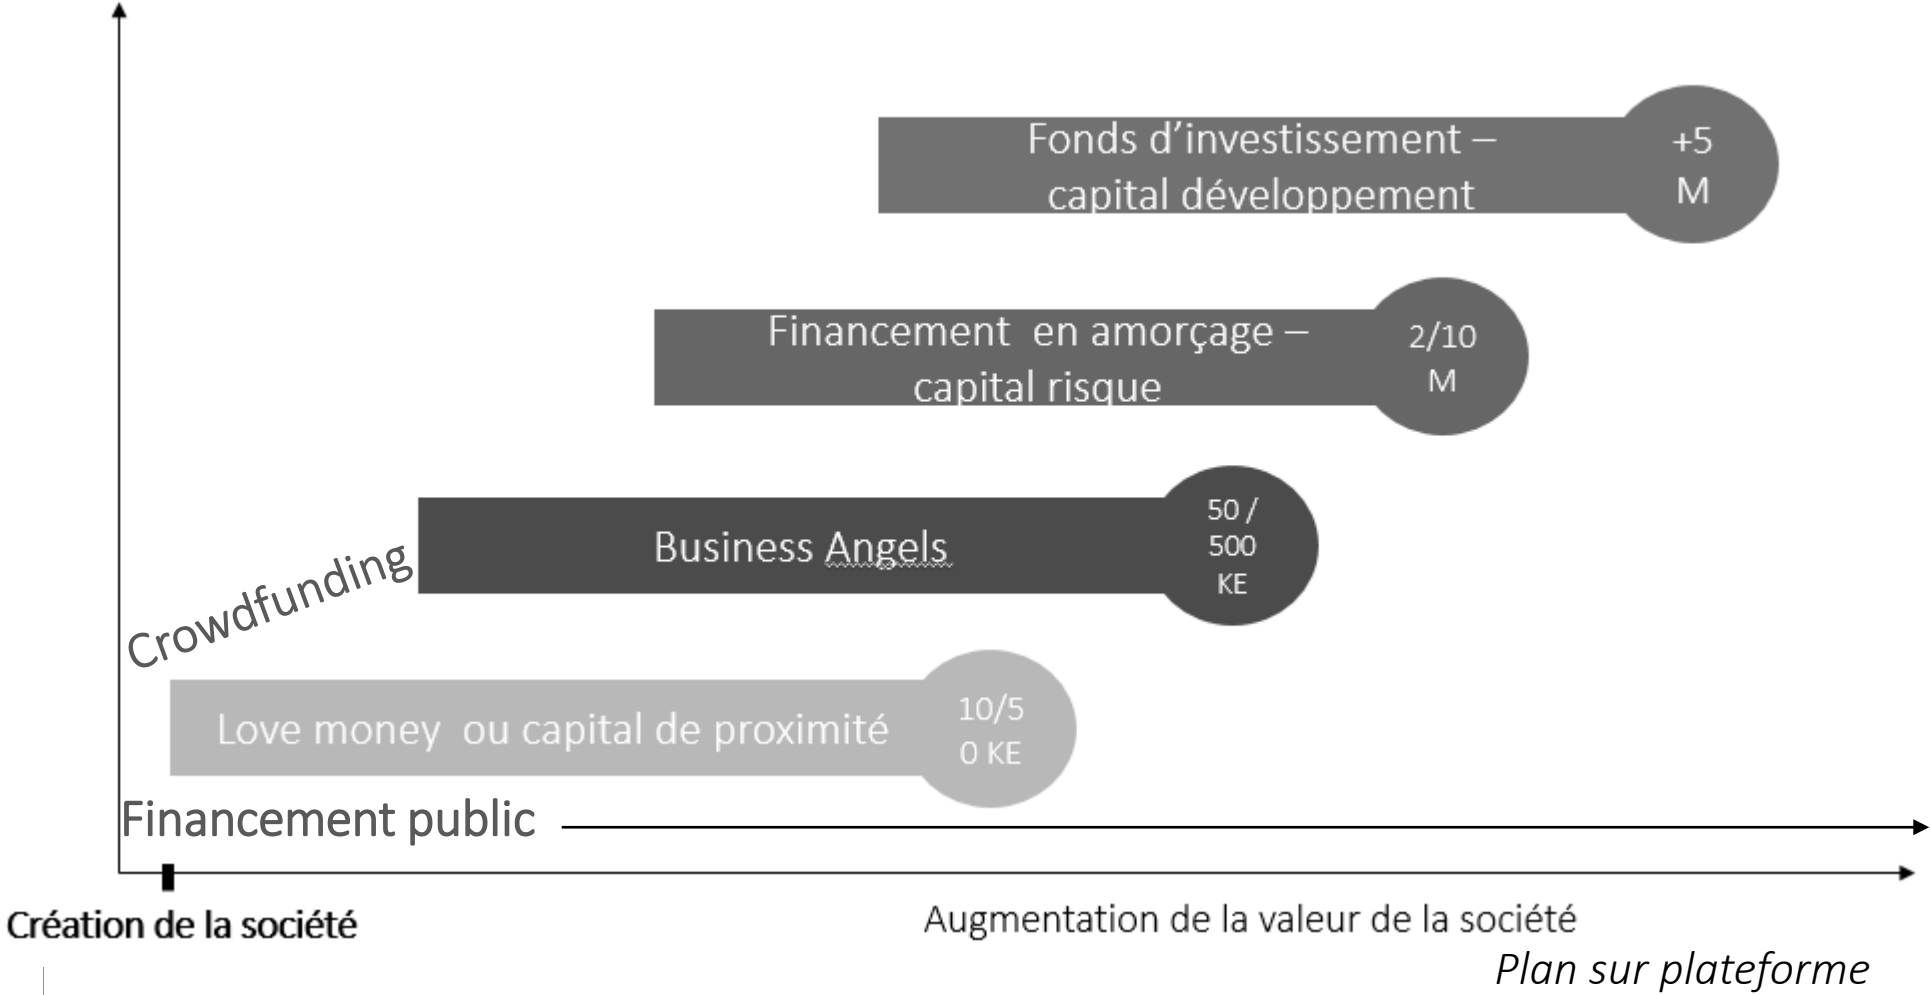 Fonds d’investissement –
capital développement
+5
M
Financement  en amorçage –
capital risque
2/10
M
Business Angels
50 /
500
KE
Crowdfunding
Love money  ou capital de proximité
10/5
0 KE
Financement public
Création de la société
Augmentation de la valeur de la société
Plan sur plateforme